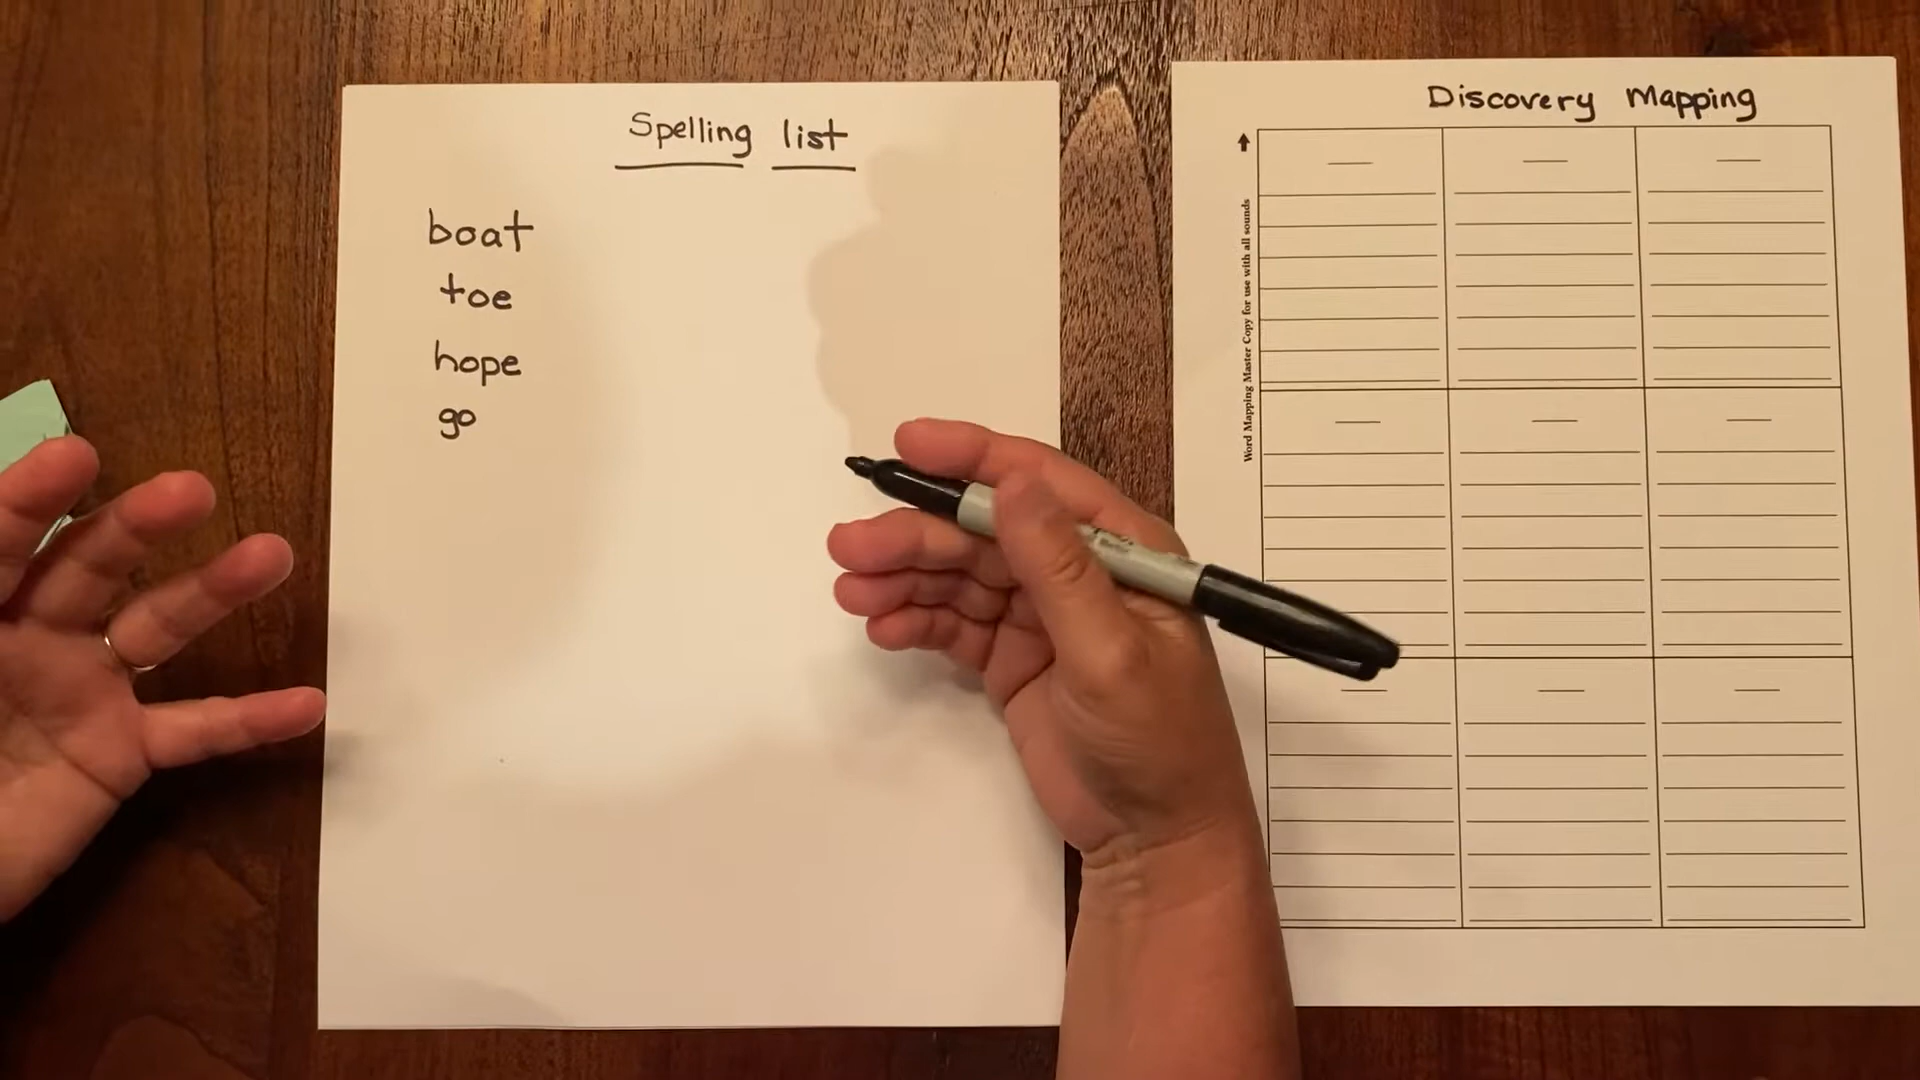 Spelling list
boat
toe
hope
go
Discovery Mapping
Word Mapping Master Copy for use with all sounds